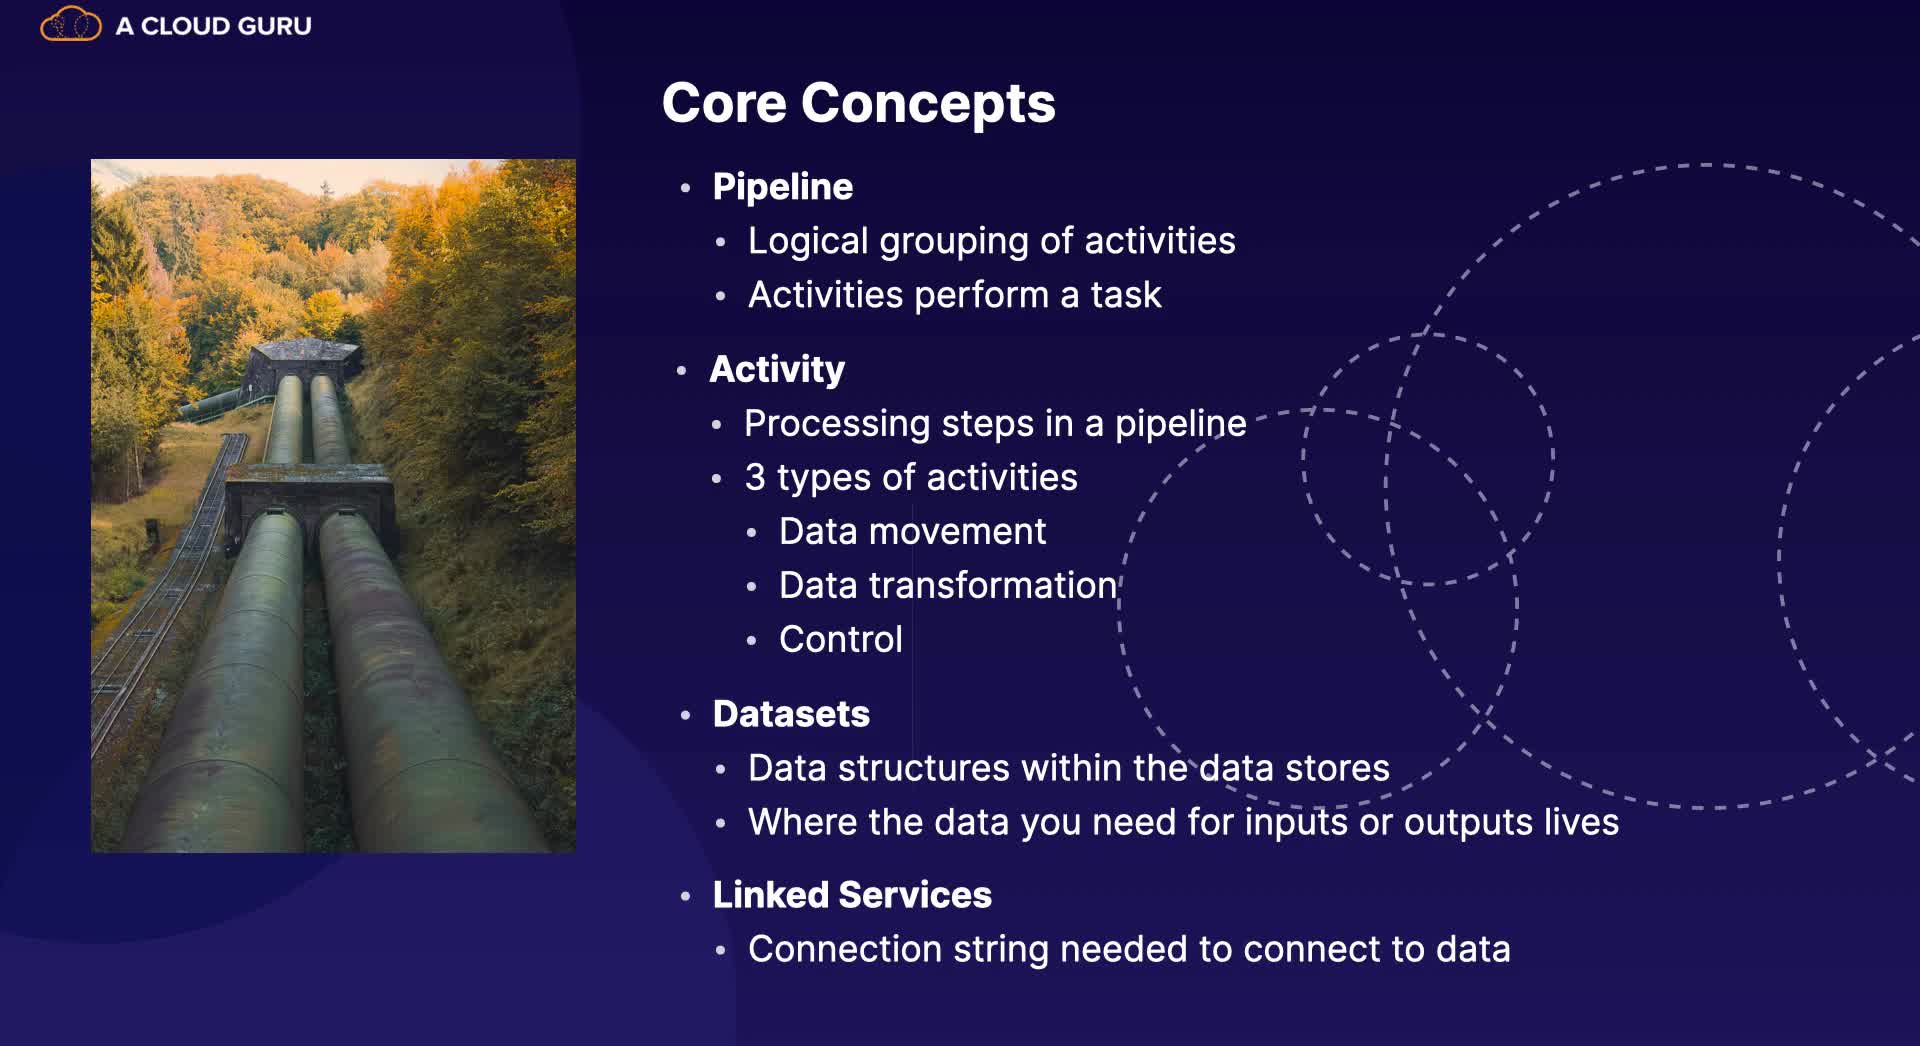 A CLOUD GURU
Core Concepts
• Pipeline
• Logical grouping of activities
• Activities perform a task
• Activity
• Processing steps in a pipeline
• 3 types of activities
• Data movement
• Data transformation
• Control
• Datasets
• Data structures within the data stores
• Where the data you need for inputs or outputs lives
• Linked Services
• Connection string needed to connect to data